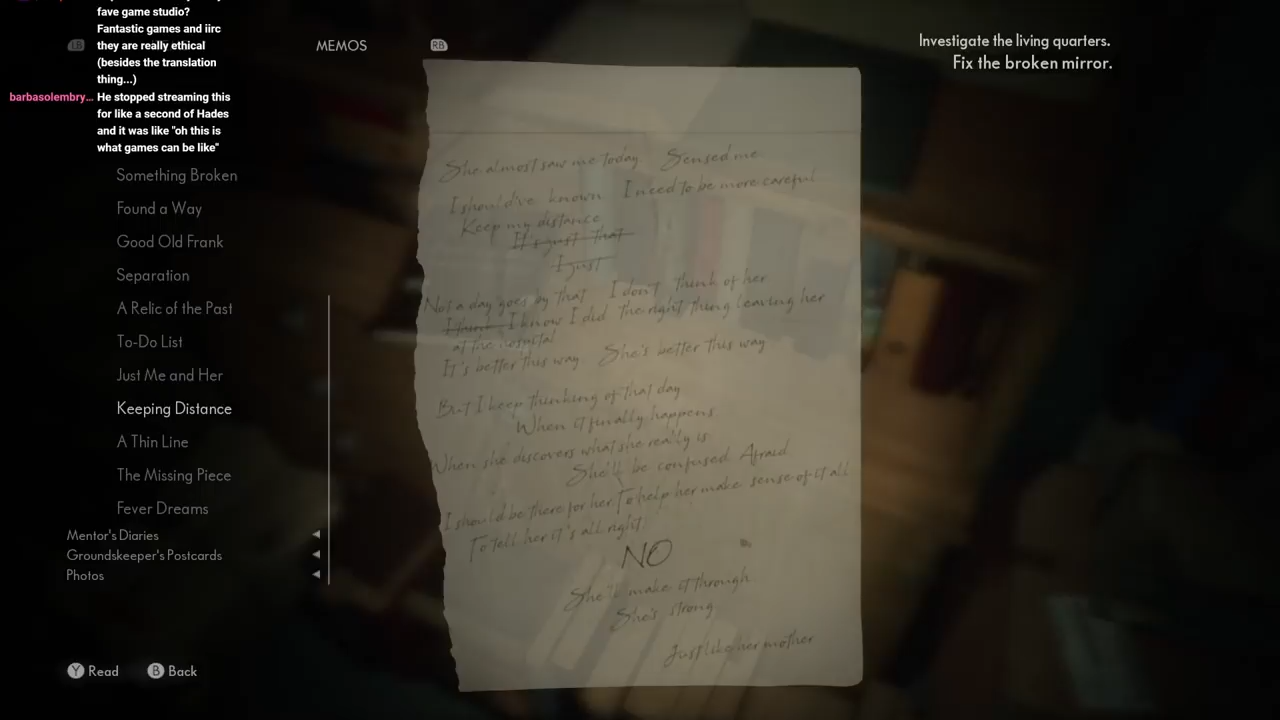 fave game studio?
Fantastic games and iirc
they are really ethical
(besides the translation
thing...)
barbasolembry... He stopped streaming this
for like a second of Hades
and it was like "oh this is
what games can be like"
LB
MEMOS
RB
Investigate the living quarters.
Fix the broken mirror.
Something Broken
Found a Way
Good Old Frank
Separation
A Relic of the Past
To-Do List
Just Me and Her
Keeping Distance
A Thin Line
The Missing Piece
Fever Dreams
Mentor's Diaries
Groundskeeper's Postcards
Photos
She almost saw me today Sensed me
I should've known I need to be more careful
Keep my distance
It's just that
I just
Not a day goes by that I don't think of her
I think I know I did the right thing leaving her
at the hospital
It's better this way She's better this way
But I keep thinking of that day
When it finally happens
When she discovers what she really is
She'll be confused. Afraid.
I should be there for her. To help her make sense of it all
To tell her it's all right.
NO
She'll make it through.
She's strong.
Just like her mother
Y Read
B Back